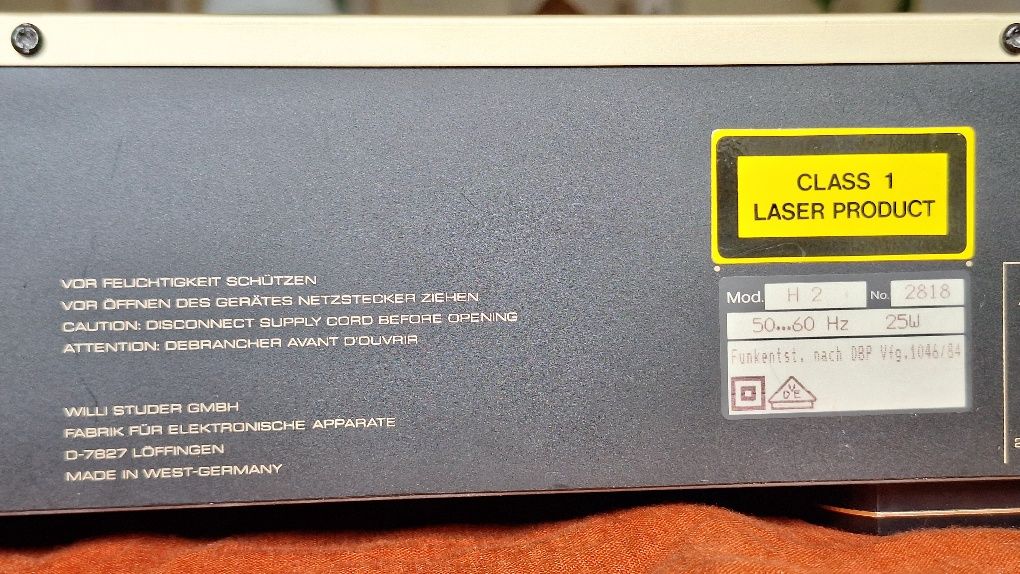 VOR FEUCHTIGKEIT SCHÜTZEN
VOR ÖFFNEN DES GERÄTES NETZSTECKER ZIEHEN
CAUTION: DISCONNECT SUPPLY CORD BEFORE OPENING
ATTENTION: DEBRANCHER AVANT D'OUVRIR
WILLI STUDER GMBH
FABRIK FÜR ELEKTRONISCHE APPARATE
D-7827 LÖFFINGEN
MADE IN WEST-GERMANY
CLASS 1
LASER PRODUCT
Mod. H 2 No. 2818
50...60 Hz 25W
Funkentst. nach DBP Vfg.1046/84
VDE